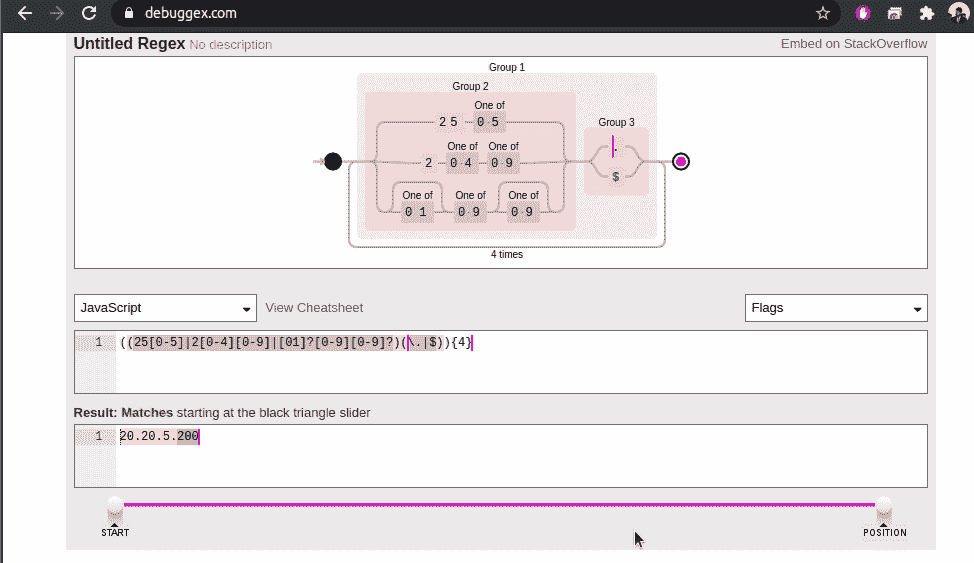 debuggex.com
Untitled Regex No description
Embed on StackOverflow
Group 1
Group 2
One of
2 5 0-5
Group 3
One of One of
2 0-4 0-9
.
$
One of One of One of
0 1 0-9 0-9
4 times
JavaScript
View Cheatsheet
Flags
1 ((25[0-5]|2[0-4][0-9]|[01]?[0-9][0-9]?)(\.|$)){4}
Result: Matches starting at the black triangle slider
1 20.20.5.200
START
POSITION